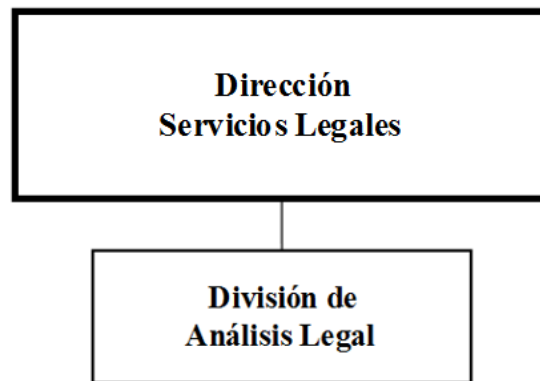 Dirección
Servicios Legales
División de
Análisis Legal